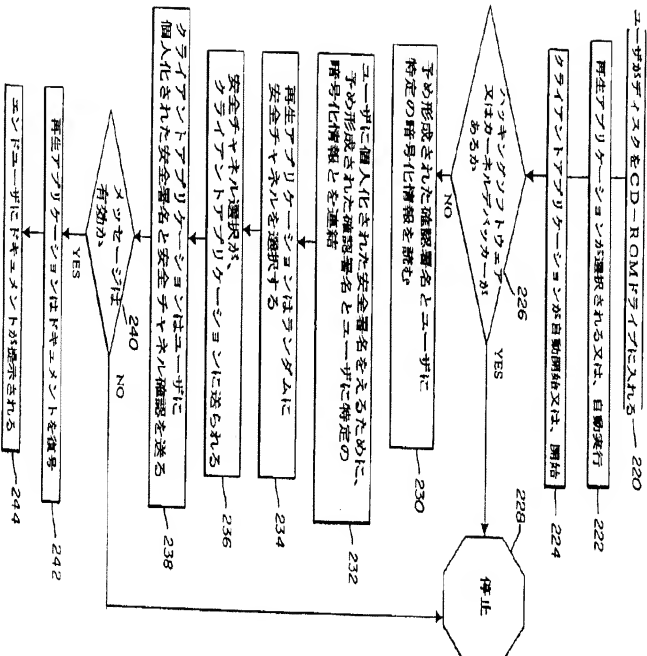 ユーザがディスクをCD-ROMドライブに入れる
220
再生アプリケーションが選択される又は、自動実行
222
クライアントアプリケーションが自動開始又は、開始
224
ハッキングソフトウェアー
又はカーネルデバッカーが
あるか
226
YES
NO
停止
228
予め形成された確認署名とユーザに
特定の暗号化情報を読む
230
ユーザに個人化された安全署名をえるために、
予め形成された確認署名とユーザに特定の
暗号化情報とを連結
232
再生アプリケーションはランダムに
安全チャネルを選択する
234
安全チャネル選択が、
クライアントアプリケーションに送られる
236
クライアントアプリケーションはユーザに
個人化された安全署名と安全チャネル確認を送る
238
メッセージは
有効か
240
NO
YES
再生アプリケーションはドキュメントを復号
242
エンドユーザにドキュメントが提示される
244